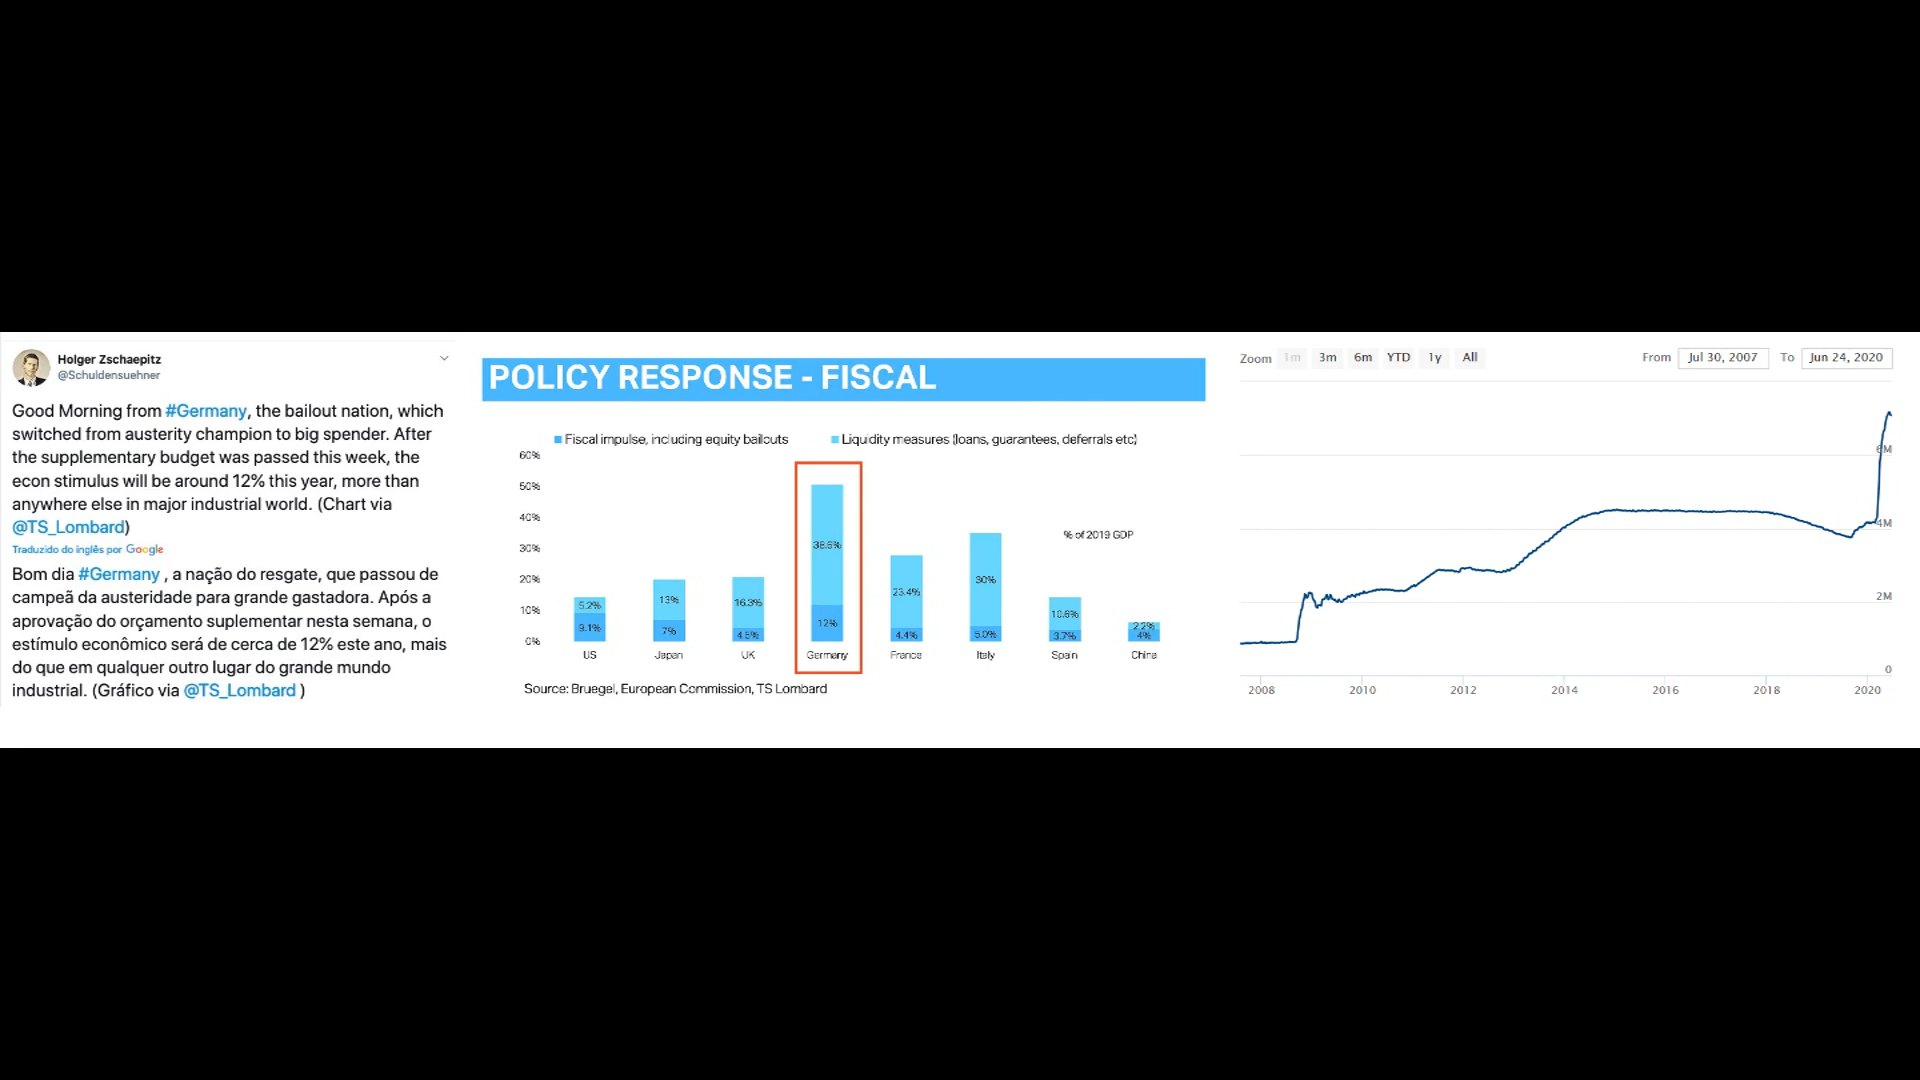 Holger Zschaepitz
@Schuldensuehner
Good Morning from #Germany, the bailout nation, which
switched from austerity champion to big spender. After
the supplementary budget was passed this week, the
econ stimulus will be around 12% this year, more than
anywhere else in major industrial world. (Chart via
@TS_Lombard)
Traduzido do inglês por Google
Bom dia #Germany , a nação do resgate, que passou de
campeã da austeridade para grande gastadora. Após a
aprovação do orçamento suplementar nesta semana, o
estímulo econômico será de cerca de 12% este ano, mais
do que em qualquer outro lugar do grande mundo
industrial. (Gráfico via @TS_Lombard )
POLICY RESPONSE - FISCAL
Fiscal impulse, including equity bailouts
Liquidity measures (loans, guarantees, deferrals etc)
60%
50%
40%
30%
20%
10%
0%
% of 2019 GDP
5.2%
9.1%
13%
7%
16.3%
4.5%
38.6%
12%
23.4%
4.4%
30%
5.0%
10.6%
3.7%
2.2%
4%
US Japan UK Germany France Italy Spain China
Source: Bruegel, European Commission, TS Lombard
Zoom 1m 3m 6m YTD 1y All
From Jul 30, 2007 To Jun 24, 2020
6M
4M
2M
0
2008 2010 2012 2014 2016 2018 2020